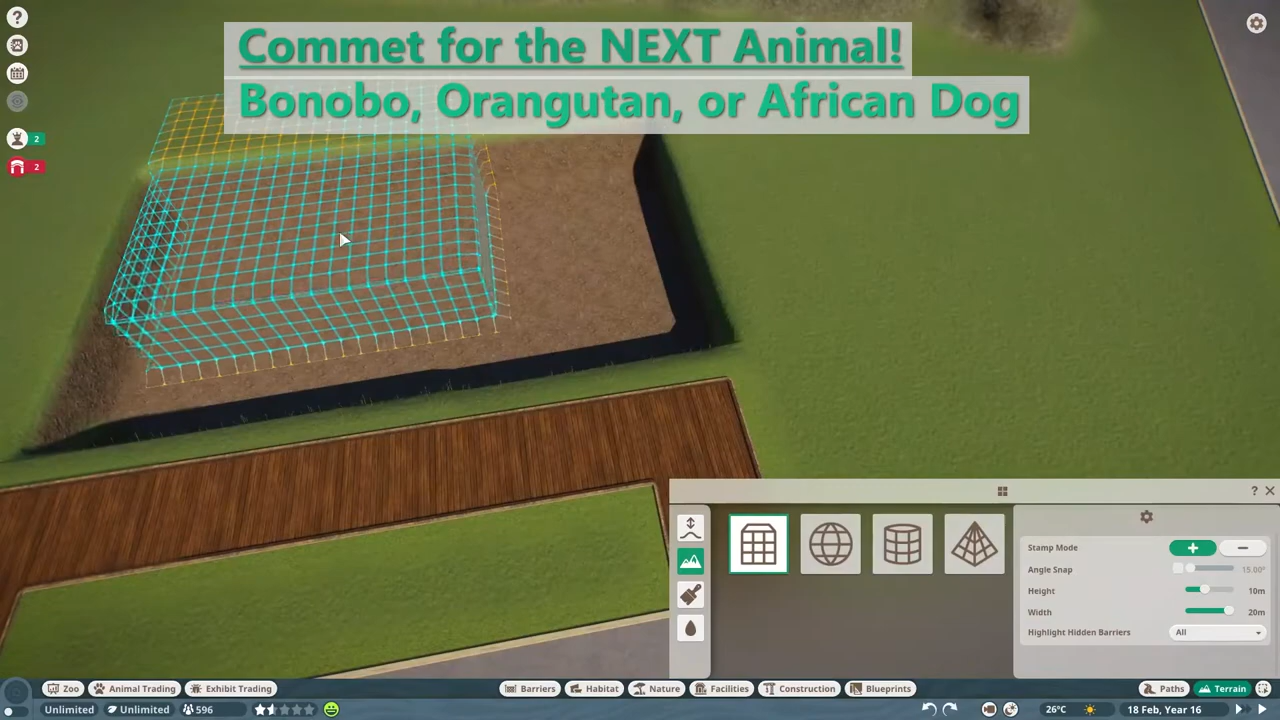 Commet for the NEXT Animal!
Bonobo, Orangutan, or African Dog
?
2
2
? ×
Stamp Mode + −
Angle Snap 15.00°
Height 10m
Width 20m
Highlight Hidden Barriers All
Zoo Animal Trading Exhibit Trading Barriers Habitat Nature Facilities Construction Blueprints Paths Terrain
Unlimited Unlimited 596 26°C 18 Feb, Year 16